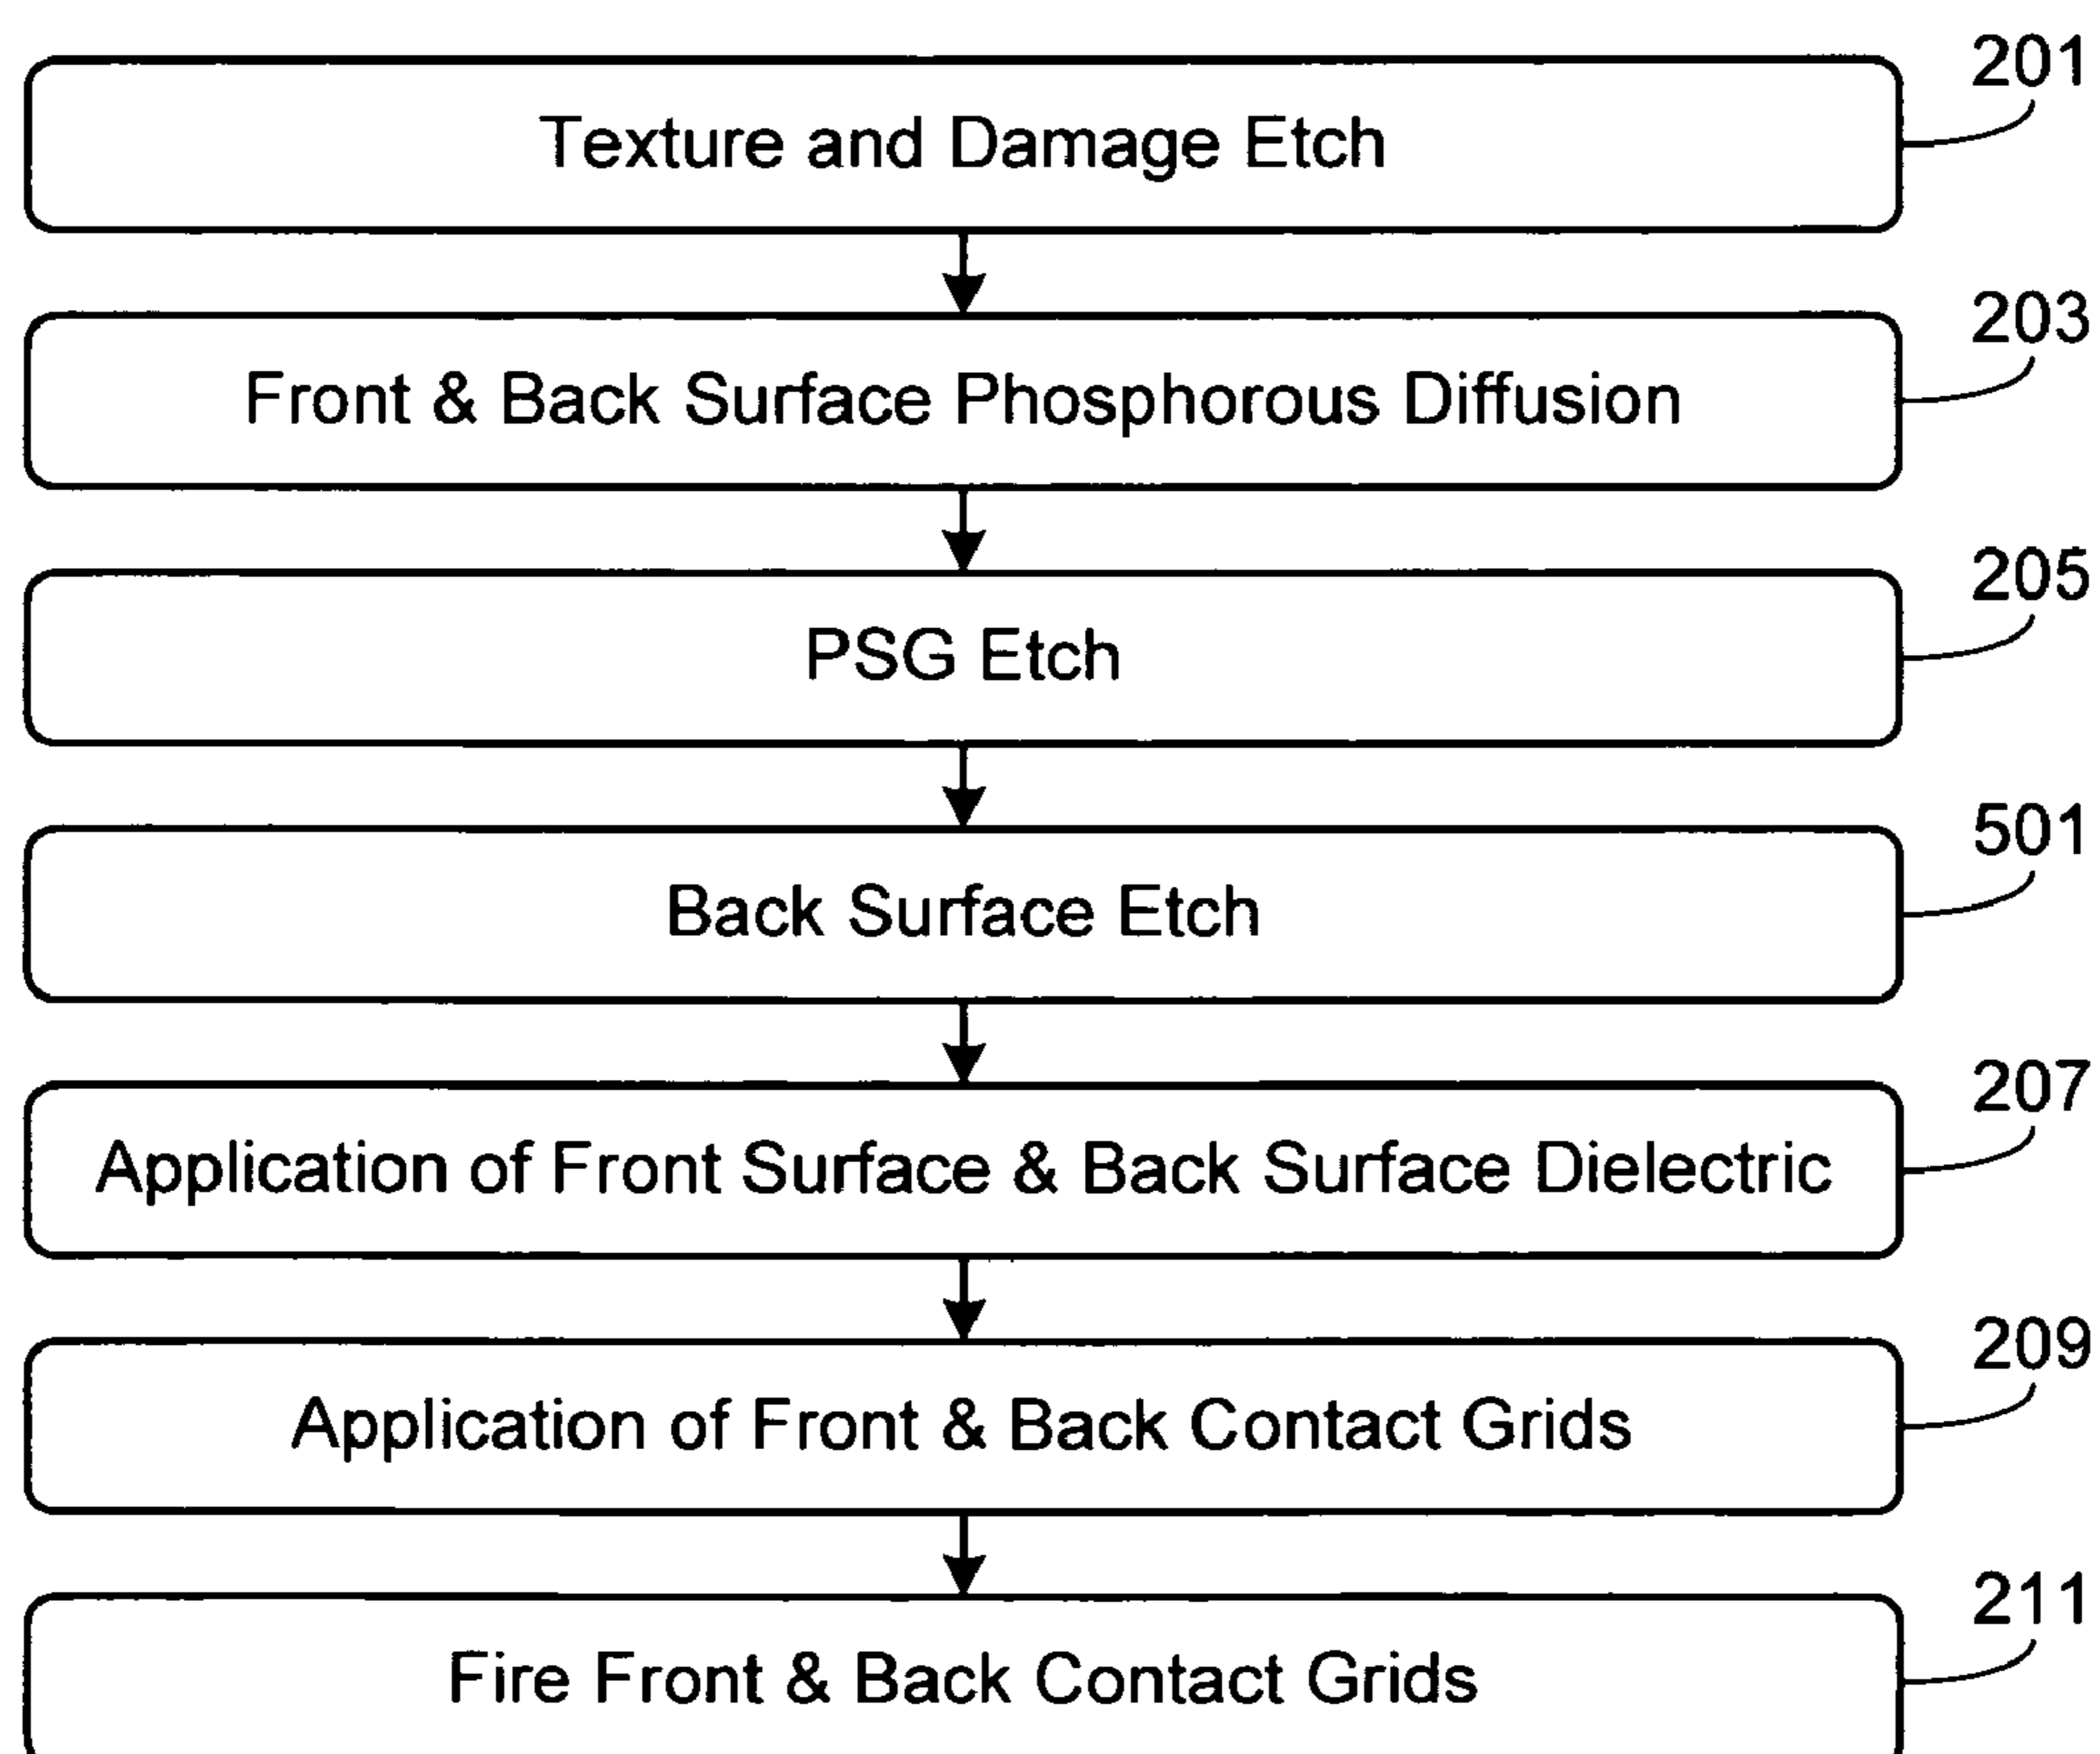 201
Texture and Damage Etch
203
Front & Back Surface Phosphorous Diffusion
205
PSG Etch
501
Back Surface Etch
207
Application of Front Surface & Back Surface Dielectric
209
Application of Front & Back Contact Grids
211
Fire Front & Back Contact Grids